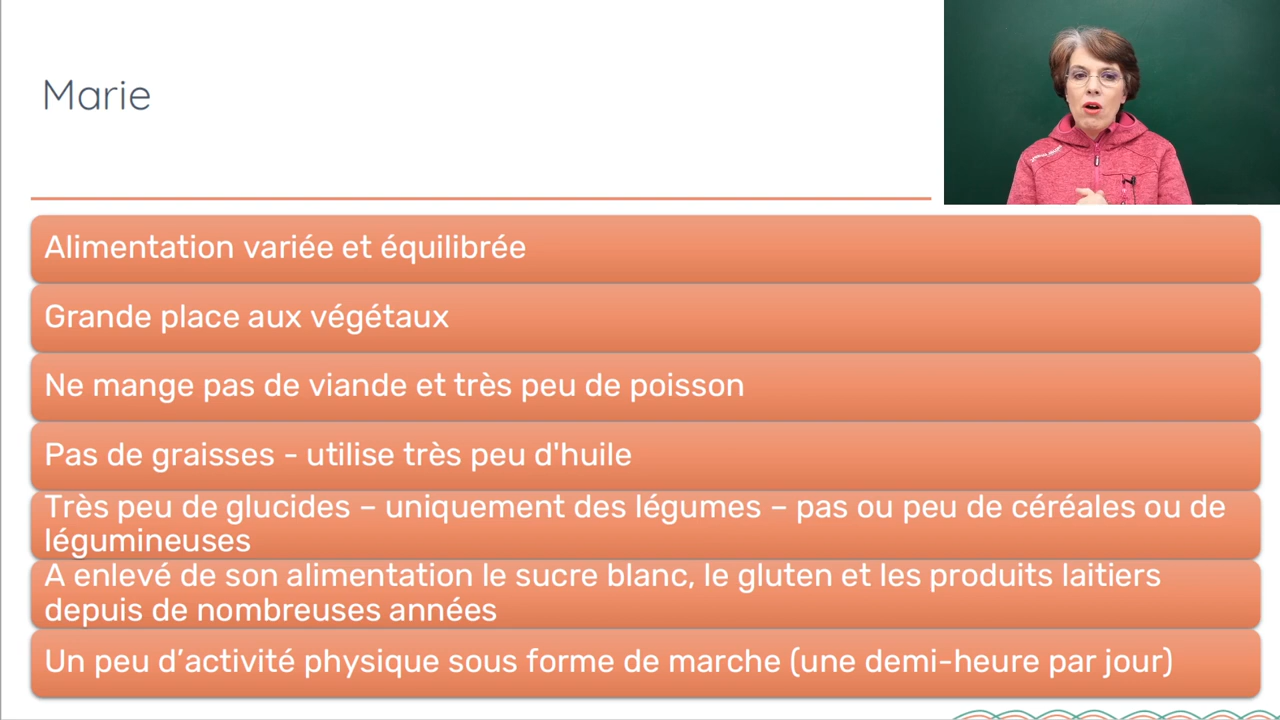 Marie
Alimentation variée et équilibrée
Grande place aux végétaux
Ne mange pas de viande et très peu de poisson
Pas de graisses - utilise très peu d'huile
Très peu de glucides – uniquement des légumes – pas ou peu de céréales ou de
légumineuses
A enlevé de son alimentation le sucre blanc, le gluten et les produits laitiers
depuis de nombreuses années
Un peu d’activité physique sous forme de marche (une demi-heure par jour)